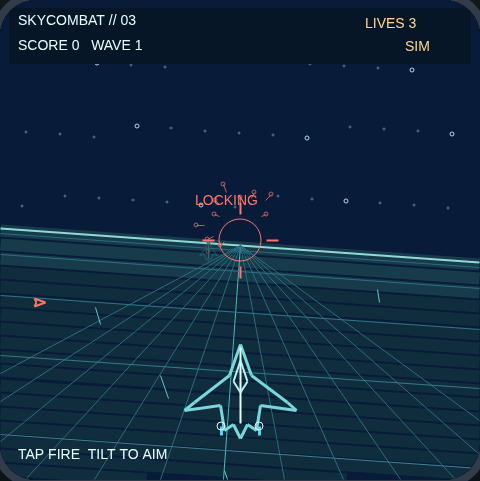 SKYCOMBAT // 03
LIVES 3
SCORE 0 WAVE 1
SIM
LOCKING
TAP FIRE TILT TO AIM